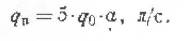 qп = 5·q0·a, л/с.